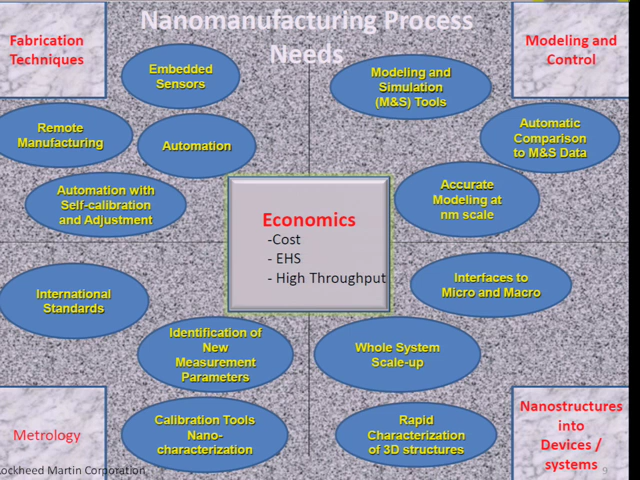 Nanomanufacturing Process
Needs
Fabrication
Techniques
Modeling and
Control
Embedded
Sensors
Modeling and
Simulation
(M&S) Tools
Remote
Manufacturing
Automation
Automatic
Comparison
to M&S Data
Automation with
Self-calibration
and Adjustment
Accurate
Modeling at
nm scale
Economics
-Cost
- EHS
- High Throughput
International
Standards
Interfaces to
Micro and Macro
Identification of
New
Measurement
Parameters
Whole System
Scale-up
Calibration Tools
Nano-
characterization
Rapid
Characterization
of 3D structures
Metrology
Nanostructures
into
Devices /
systems
ockheed Martin Corporation
9